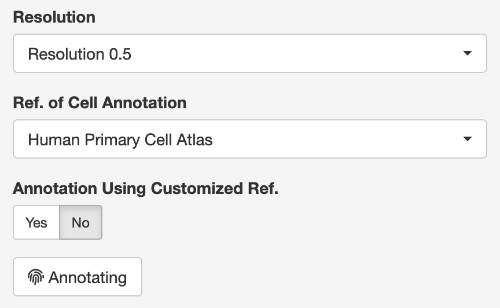 Resolution
Resolution 0.5
Ref. of Cell Annotation
Human Primary Cell Atlas
Annotation Using Customized Ref.
Yes No
Annotating